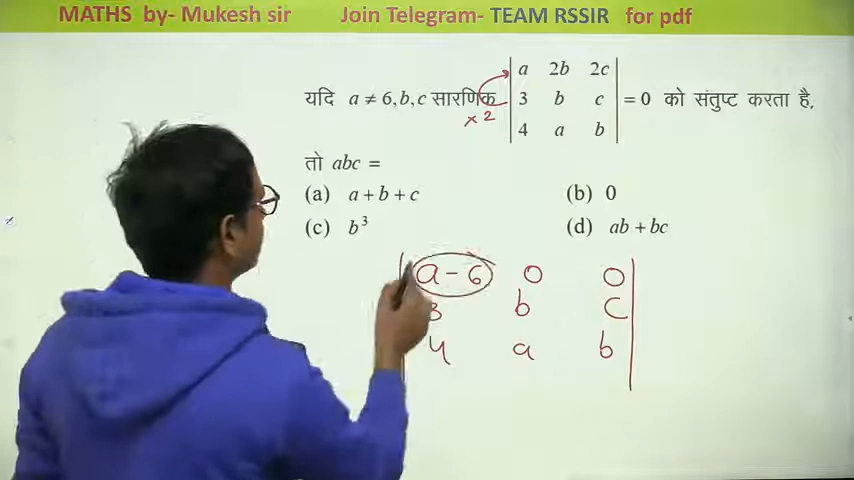 MATHS by- Mukesh sir Join Telegram- TEAM RSSIR for pdf
यदि a ≠ 6, b, c सारणिक | a 2b 2c |
| 3 b c | = 0 को संतुष्ट करता है,
| 4 a b |
× 2
तो abc =
(a) a + b + c (b) 0
(c) b³ (d) ab + bc
| a - 6 0 0 |
| 3 b c |
| 4 a b |